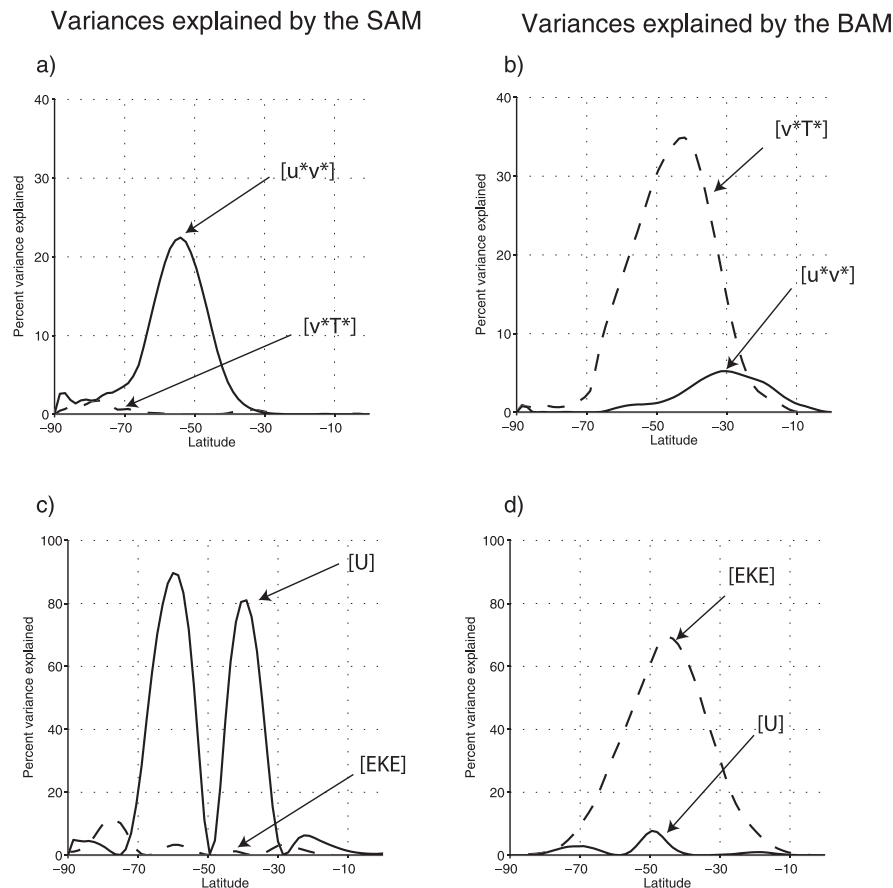 Variances explained by the SAM
Variances explained by the BAM
a)
40
30
20
10
0
−90
−70
−50
−30
−10
Percent variance explained
Latitude
[u*v*]
[v*T*]
b)
40
30
20
10
0
−90
−70
−50
−30
−10
Percent variance explained
Latitude
[v*T*]
[u*v*]
c)
100
80
60
40
20
0
−90
−70
−50
−30
−10
Percent variance explained
Latitude
[U]
[EKE]
d)
100
80
60
40
20
0
−90
−70
−50
−30
−10
Percent variance explained
Latitude
[EKE]
[U]